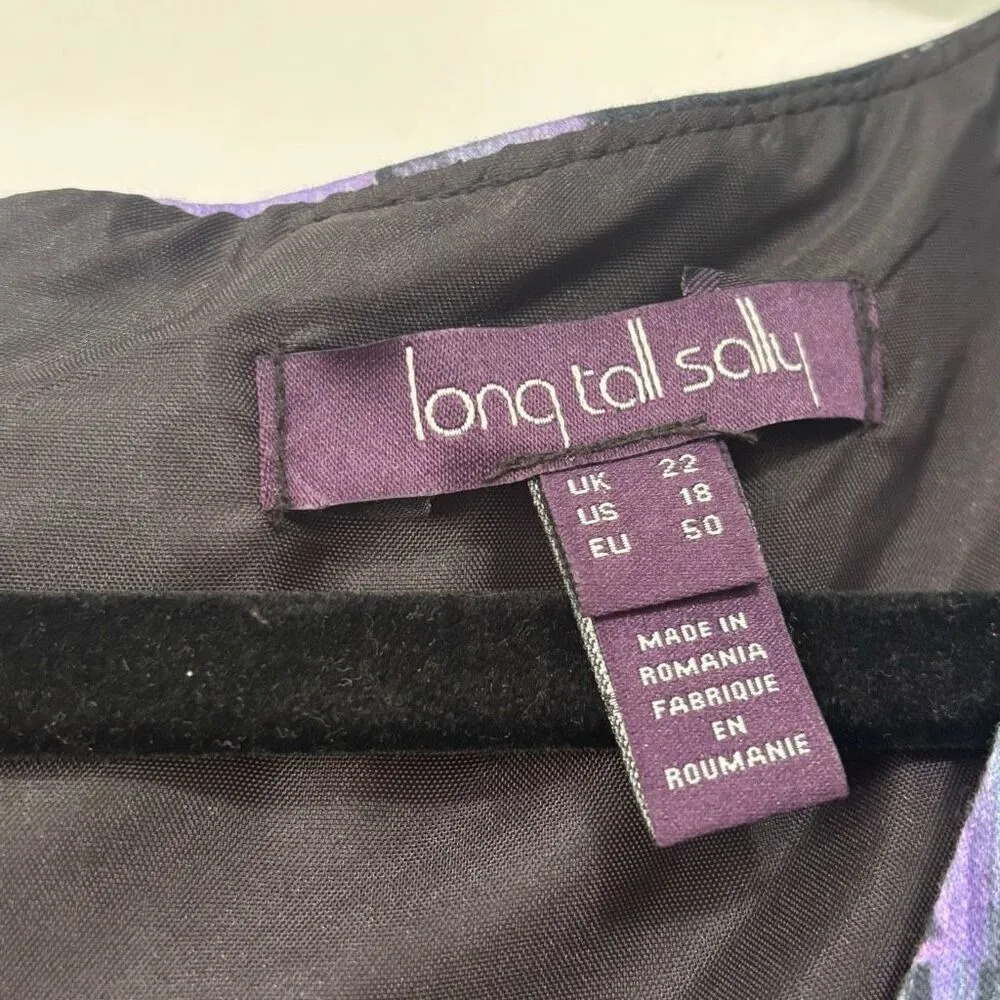 long tall sally
UK 22
US 18
EU 50
MADE IN
ROMANIA
FABRIQUE
EN
ROUMANIE